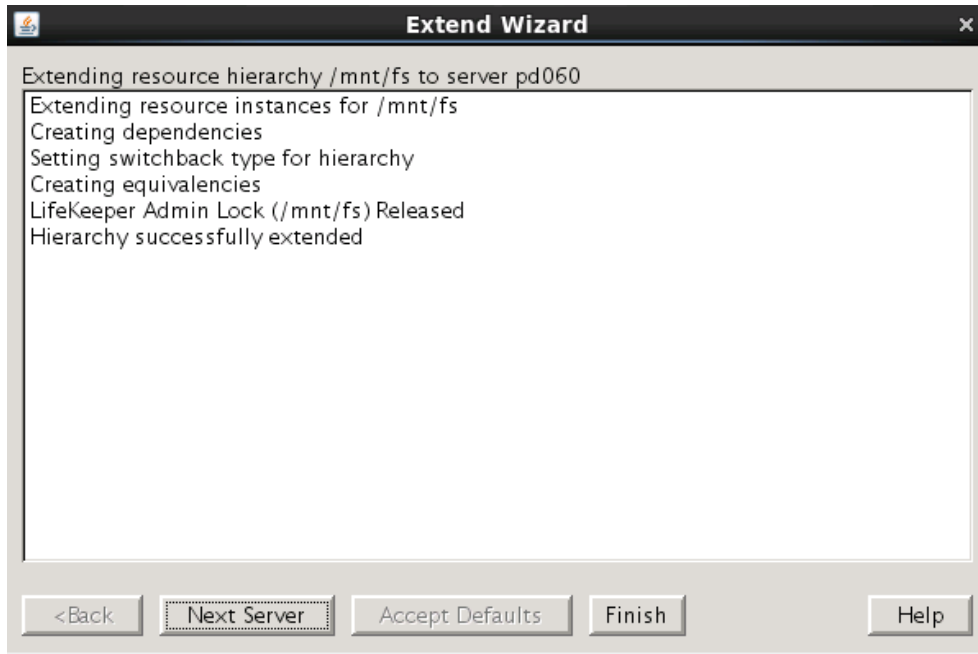 Extend Wizard
Extending resource hierarchy /mnt/fs to server pd060
Extending resource instances for /mnt/fs
Creating dependencies
Setting switchback type for hierarchy
Creating equivalencies
LifeKeeper Admin Lock (/mnt/fs) Released
Hierarchy successfully extended
<Back Next Server Accept Defaults Finish Help